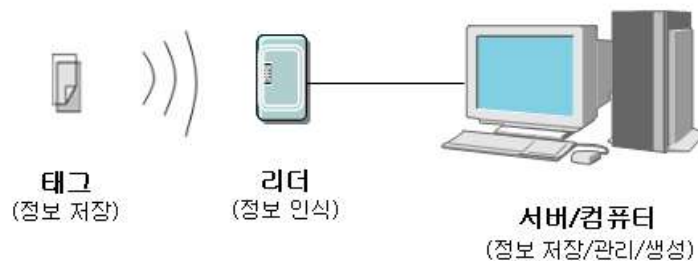 태그
(정보 저장)
리더
(정보 인식)
서버/컴퓨터
(정보 저장/관리/생성)